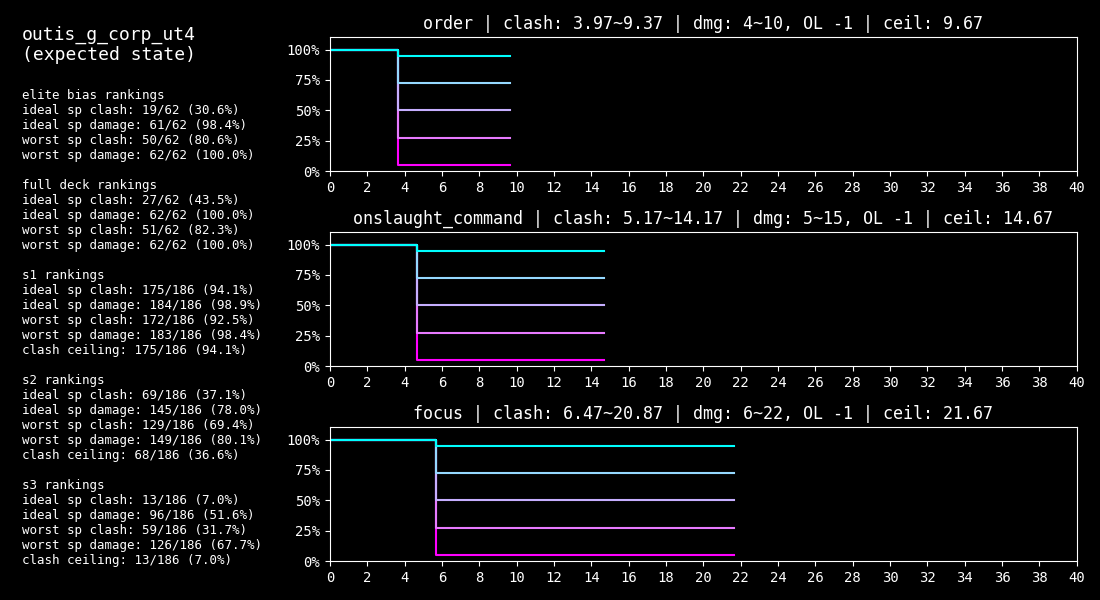 outis_g_corp_ut4
(expected state)
elite bias rankings
ideal sp clash: 19/62 (30.6%)
ideal sp damage: 61/62 (98.4%)
worst sp clash: 50/62 (80.6%)
worst sp damage: 62/62 (100.0%)
full deck rankings
ideal sp clash: 27/62 (43.5%)
ideal sp damage: 62/62 (100.0%)
worst sp clash: 51/62 (82.3%)
worst sp damage: 62/62 (100.0%)
s1 rankings
ideal sp clash: 175/186 (94.1%)
ideal sp damage: 184/186 (98.9%)
worst sp clash: 172/186 (92.5%)
worst sp damage: 183/186 (98.4%)
clash ceiling: 175/186 (94.1%)
s2 rankings
ideal sp clash: 69/186 (37.1%)
ideal sp damage: 145/186 (78.0%)
worst sp clash: 129/186 (69.4%)
worst sp damage: 149/186 (80.1%)
clash ceiling: 68/186 (36.6%)
s3 rankings
ideal sp clash: 13/186 (7.0%)
ideal sp damage: 96/186 (51.6%)
worst sp clash: 59/186 (31.7%)
worst sp damage: 126/186 (67.7%)
clash ceiling: 13/186 (7.0%)
order | clash: 3.97~9.37 | dmg: 4~10, OL -1 | ceil: 9.67
100%
75%
50%
25%
0%
0 2 4 6 8 10 12 14 16 18 20 22 24 26 28 30 32 34 36 38 40
onslaught_command | clash: 5.17~14.17 | dmg: 5~15, OL -1 | ceil: 14.67
100%
75%
50%
25%
0%
0 2 4 6 8 10 12 14 16 18 20 22 24 26 28 30 32 34 36 38 40
focus | clash: 6.47~20.87 | dmg: 6~22, OL -1 | ceil: 21.67
100%
75%
50%
25%
0%
0 2 4 6 8 10 12 14 16 18 20 22 24 26 28 30 32 34 36 38 40